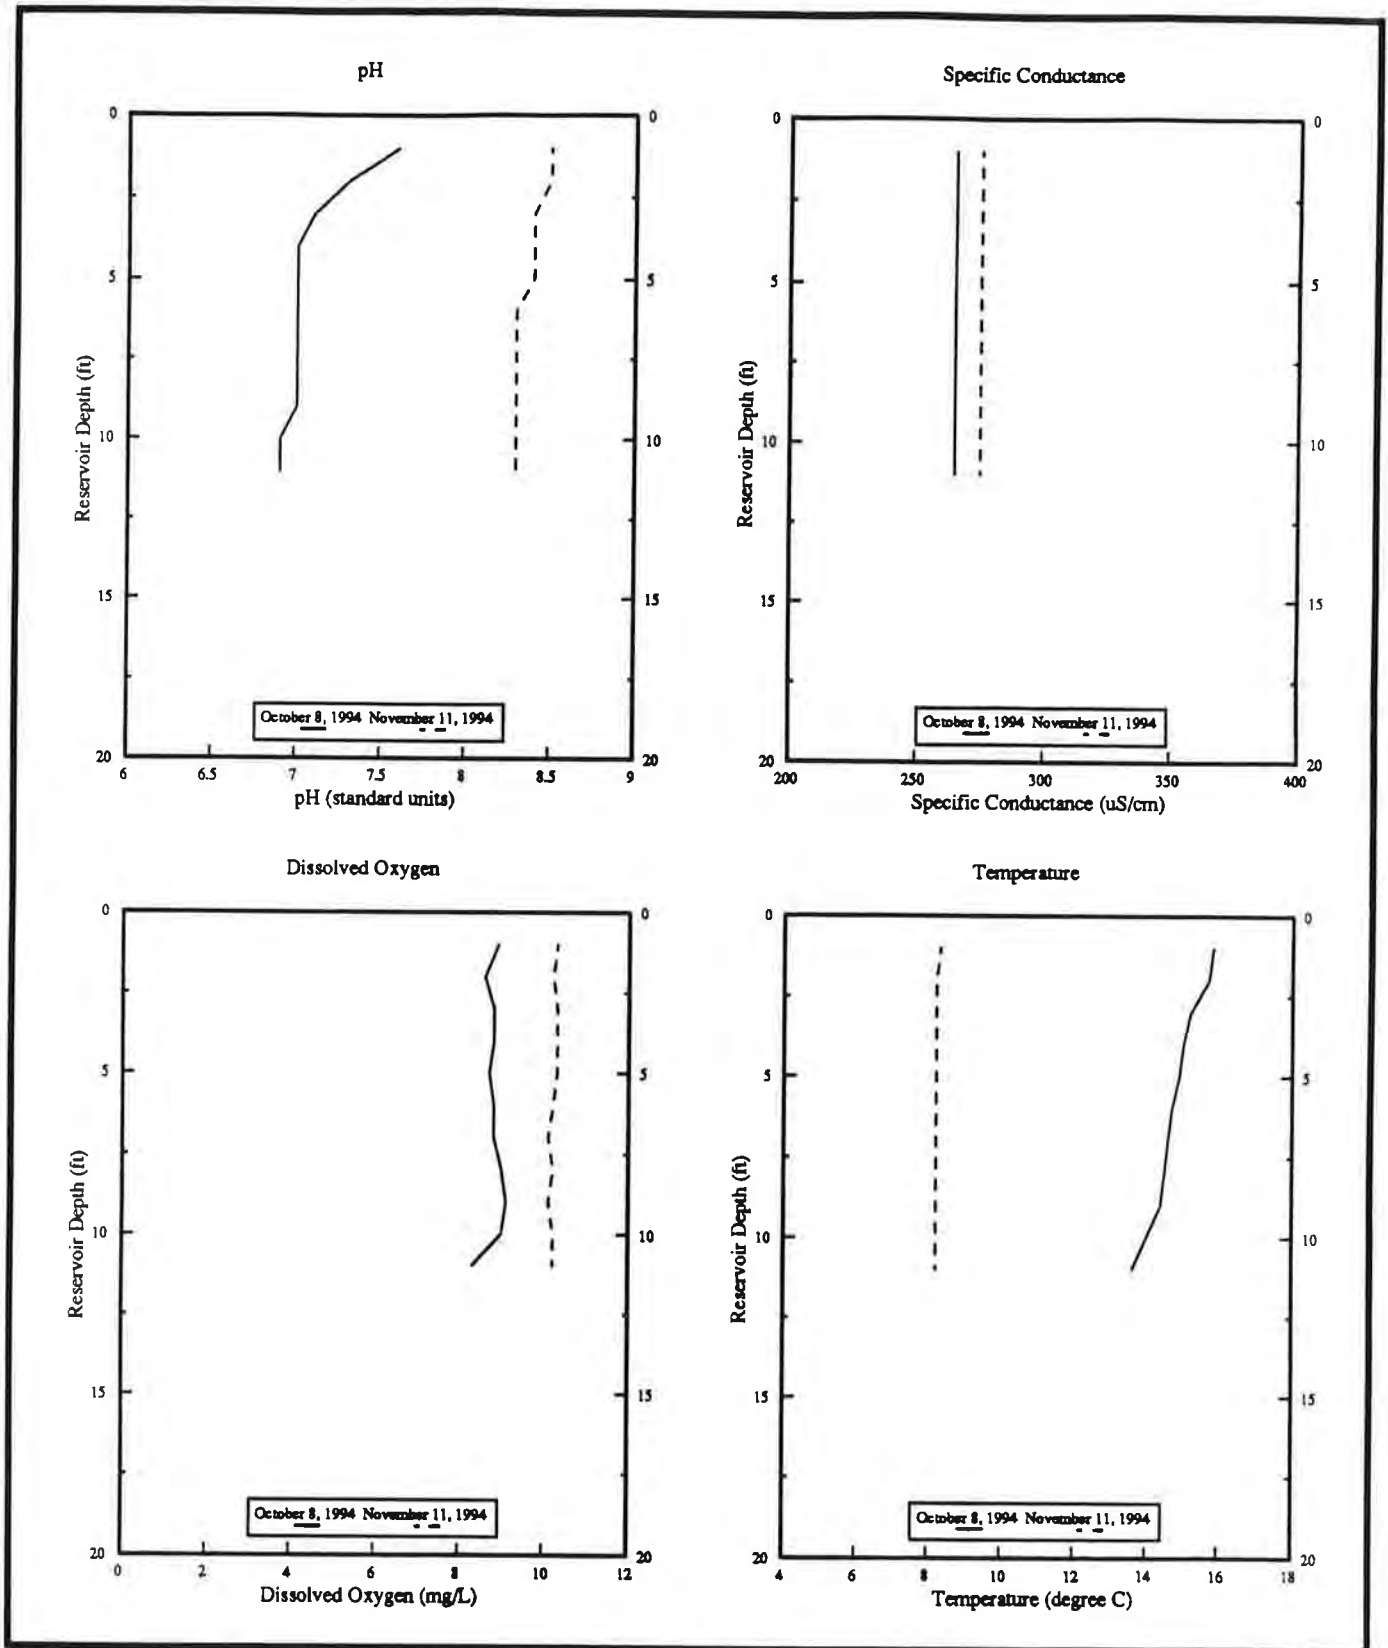 pH
0
5
10
15
20
0
5
10
15
20
Reservoir Depth (ft)
October 8, 1994 November 11, 1994
6 6.5 7 7.5 8 8.5 9
pH (standard units)
Specific Conductance
0
5
10
15
20
0
5
10
15
20
Reservoir Depth (ft)
October 8, 1994 November 11, 1994
200 250 300 350 400
Specific Conductance (uS/cm)
Dissolved Oxygen
0
5
10
15
20
0
5
10
15
20
Reservoir Depth (ft)
October 8, 1994 November 11, 1994
0 2 4 6 8 10 12
Dissolved Oxygen (mg/L)
Temperature
0
5
10
15
20
0
5
10
15
20
Reservoir Depth (ft)
October 8, 1994 November 11, 1994
4 6 8 10 12 14 16 18
Temperature (degree C)